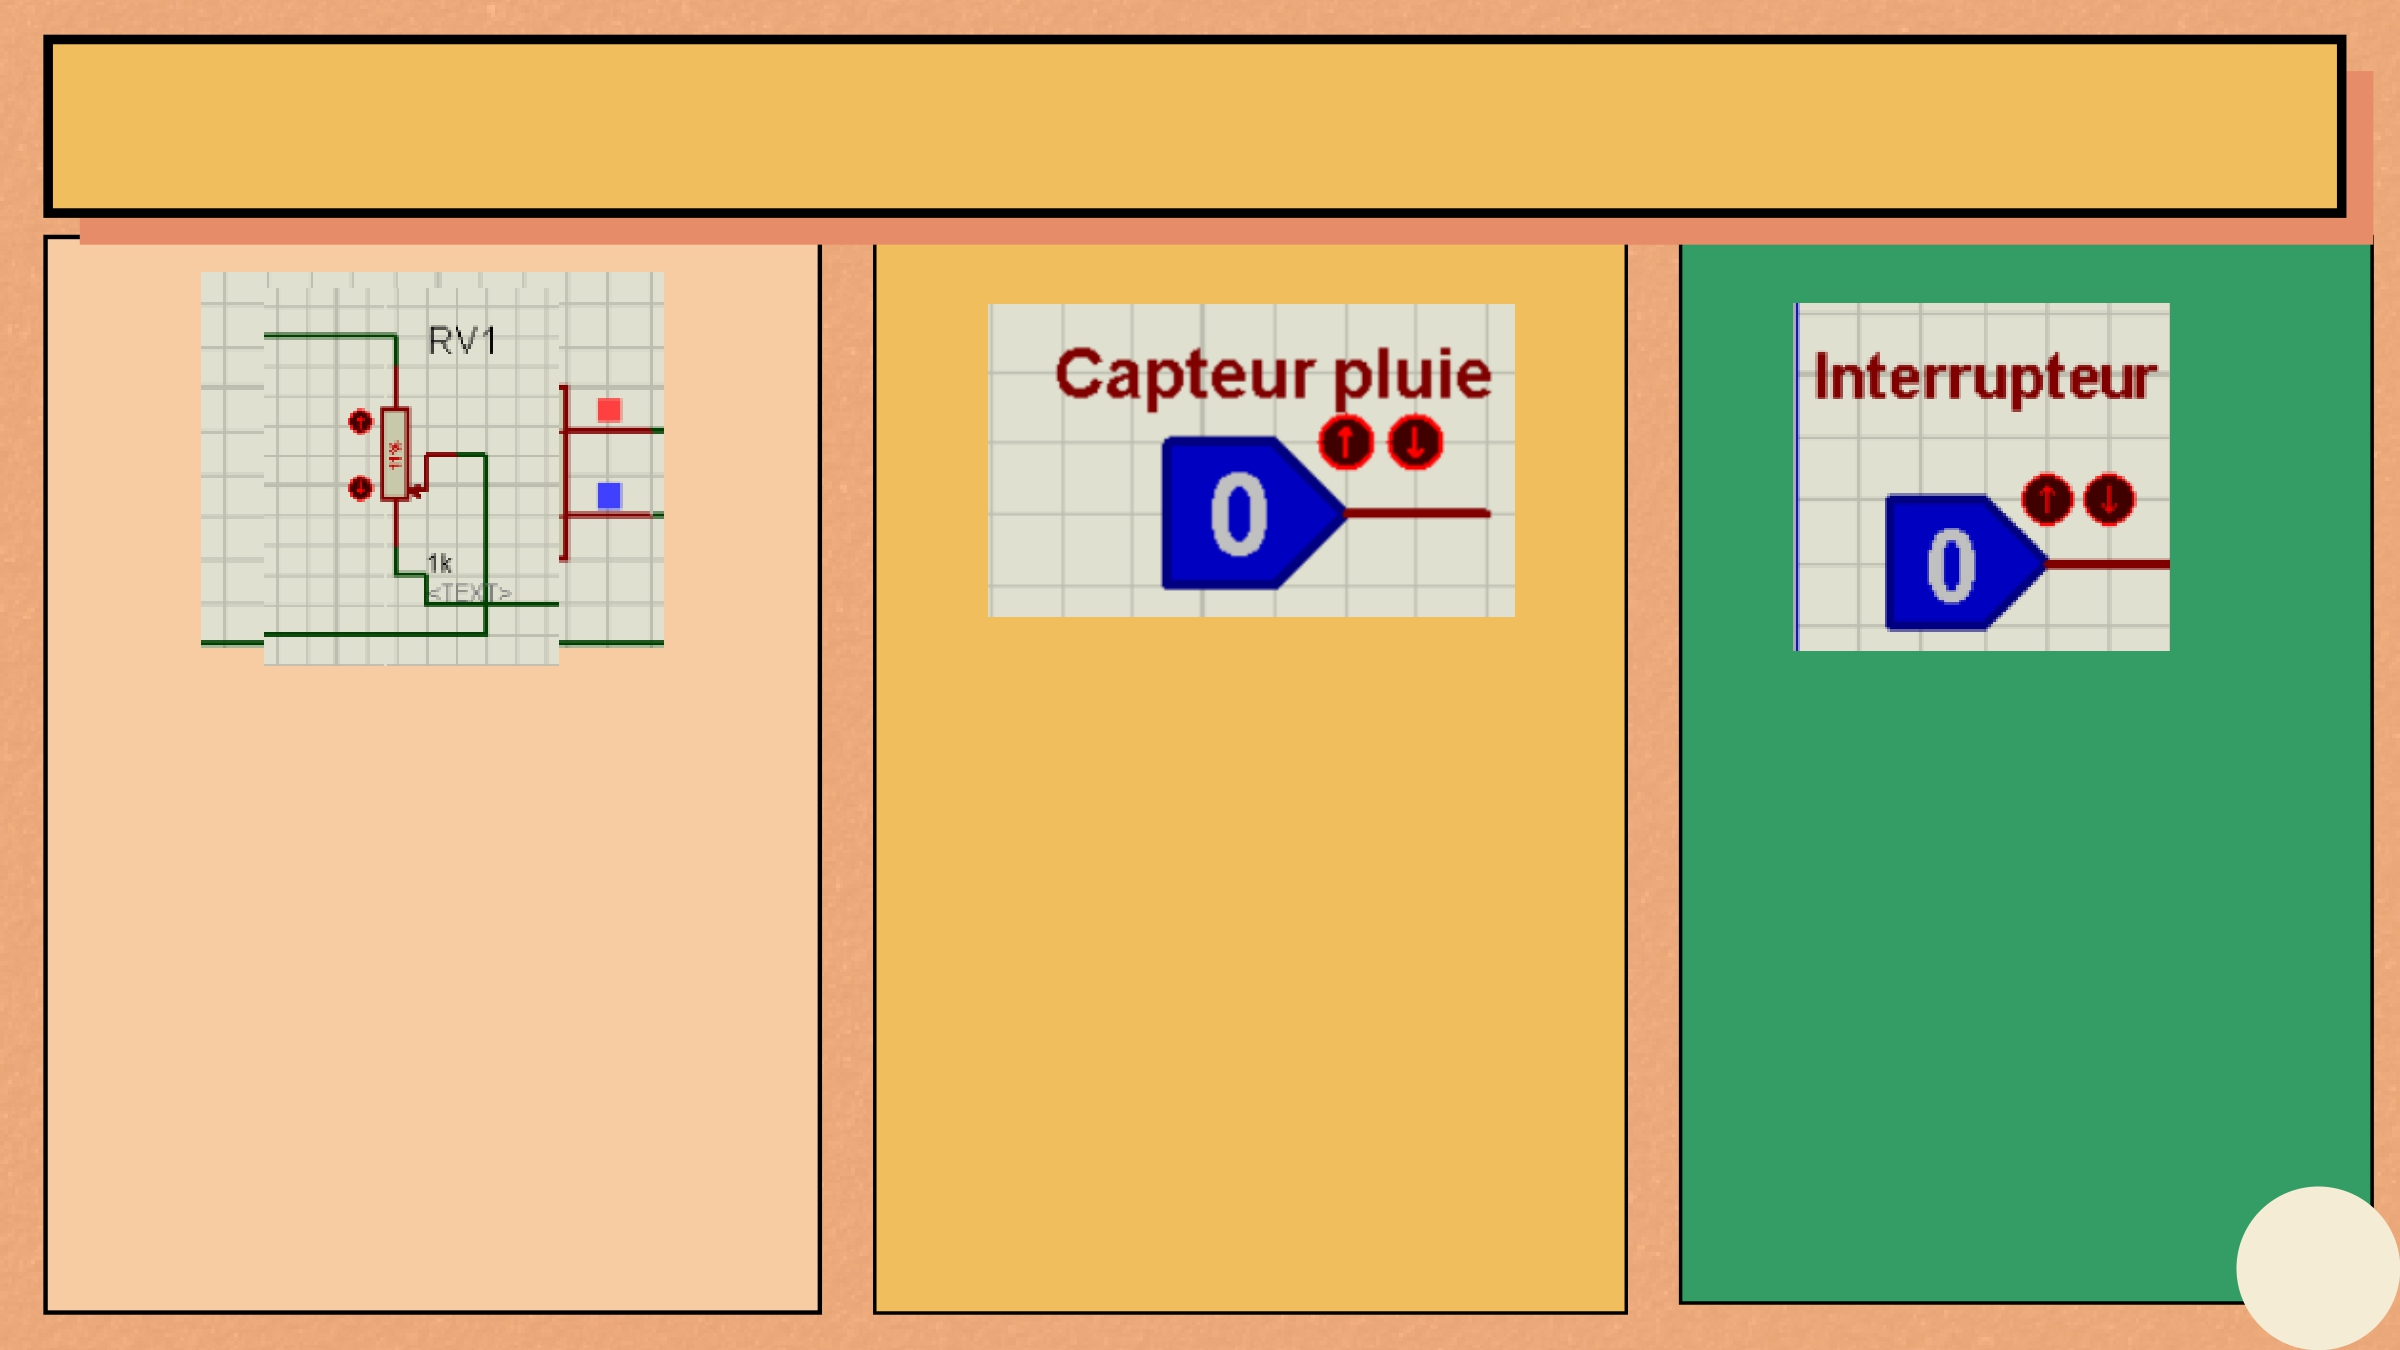 RV1
1k
<TEXT>
Capteur pluie
0
Interrupteur
0